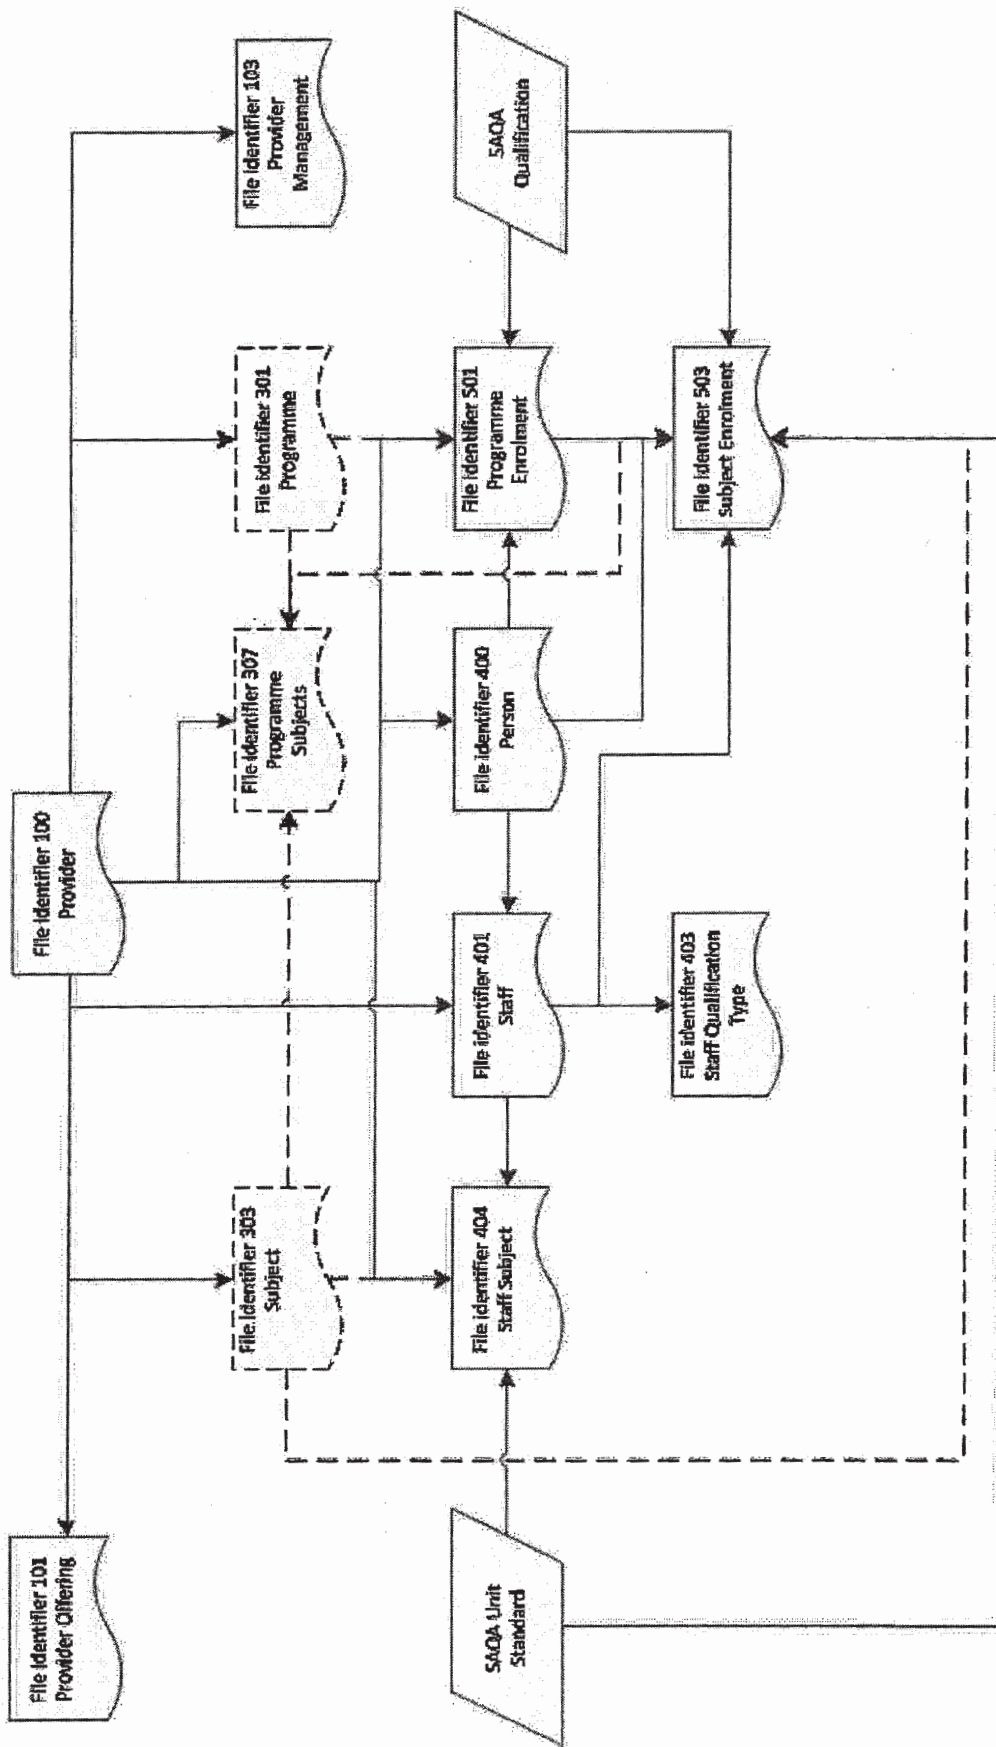 File Identifier 101
Provider Offering
File Identifier 100
Provider
File Identifier 303
Subject
File Identifier 307
Programme
Subjects
File Identifier 301
Programme
File Identifier 103
Provider
Management
SAQA Unit
Standard
File Identifier 404
Staff Subject
File Identifier 401
Staff
File Identifier 400
Person
File Identifier 501
Programme
Enrolment
SAQA
Qualification
File Identifier 403
Staff Qualification
Type
File Identifier 503
Subject Enrolment